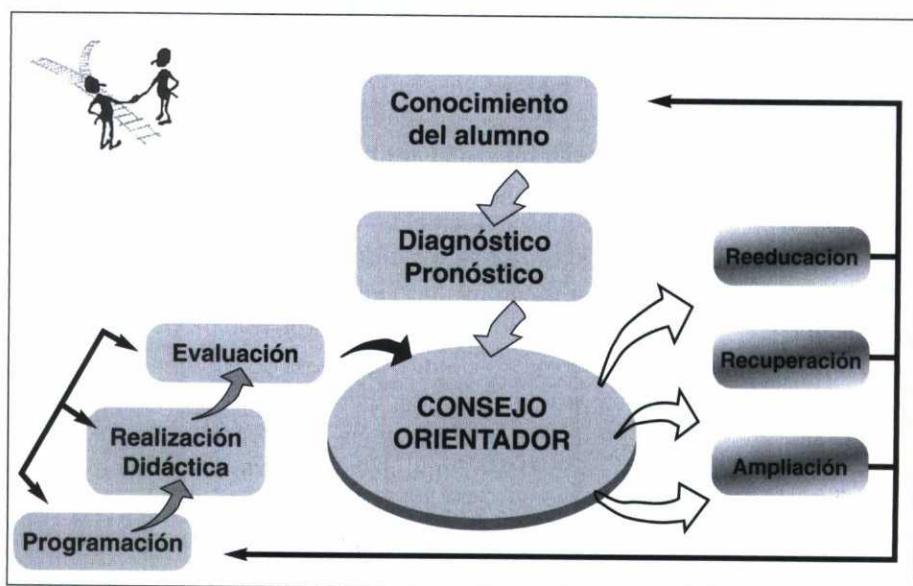 Conocimiento
del alumno
Diagnóstico
Pronóstico
Reeducacion
Evaluación
Recuperación
CONSEJO
ORIENTADOR
Realización
Didáctica
Ampliación
Programación